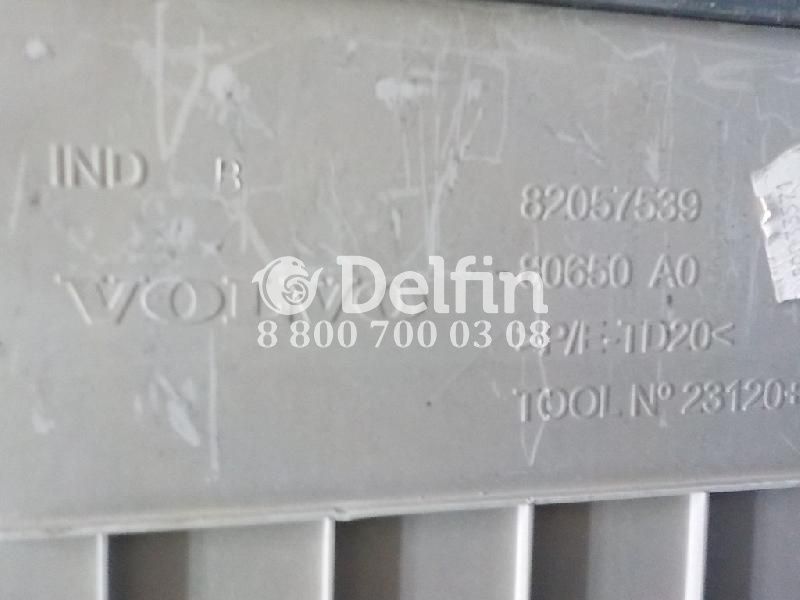 IND B
82057539
VOLVO
80650 A0
Delfin
8 800 700 03 08
TD20<
TOOL Nº 23120